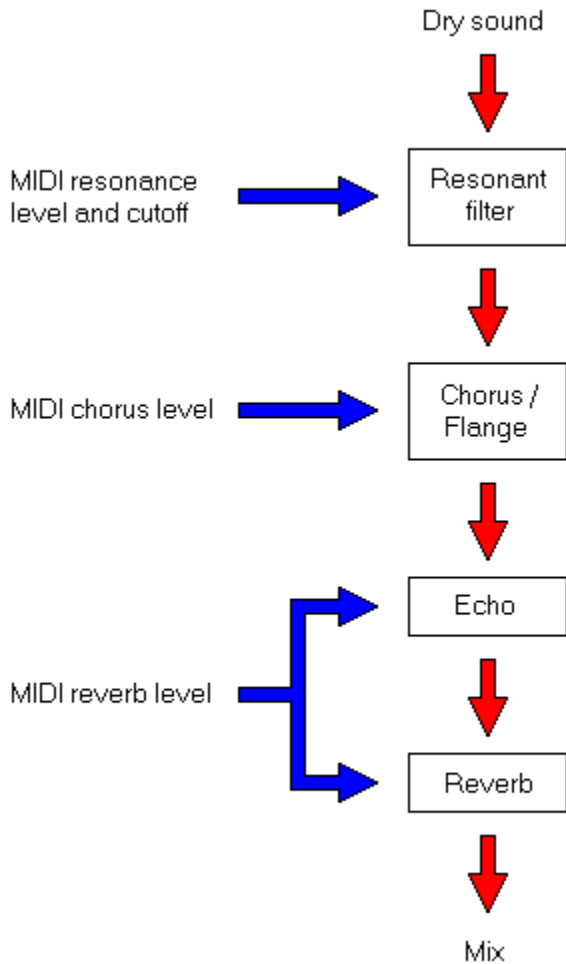 Dry sound
MIDI resonance
level and cutoff
Resonant
filter
MIDI chorus level
Chorus /
Flange
Echo
MIDI reverb level
Reverb
Mix